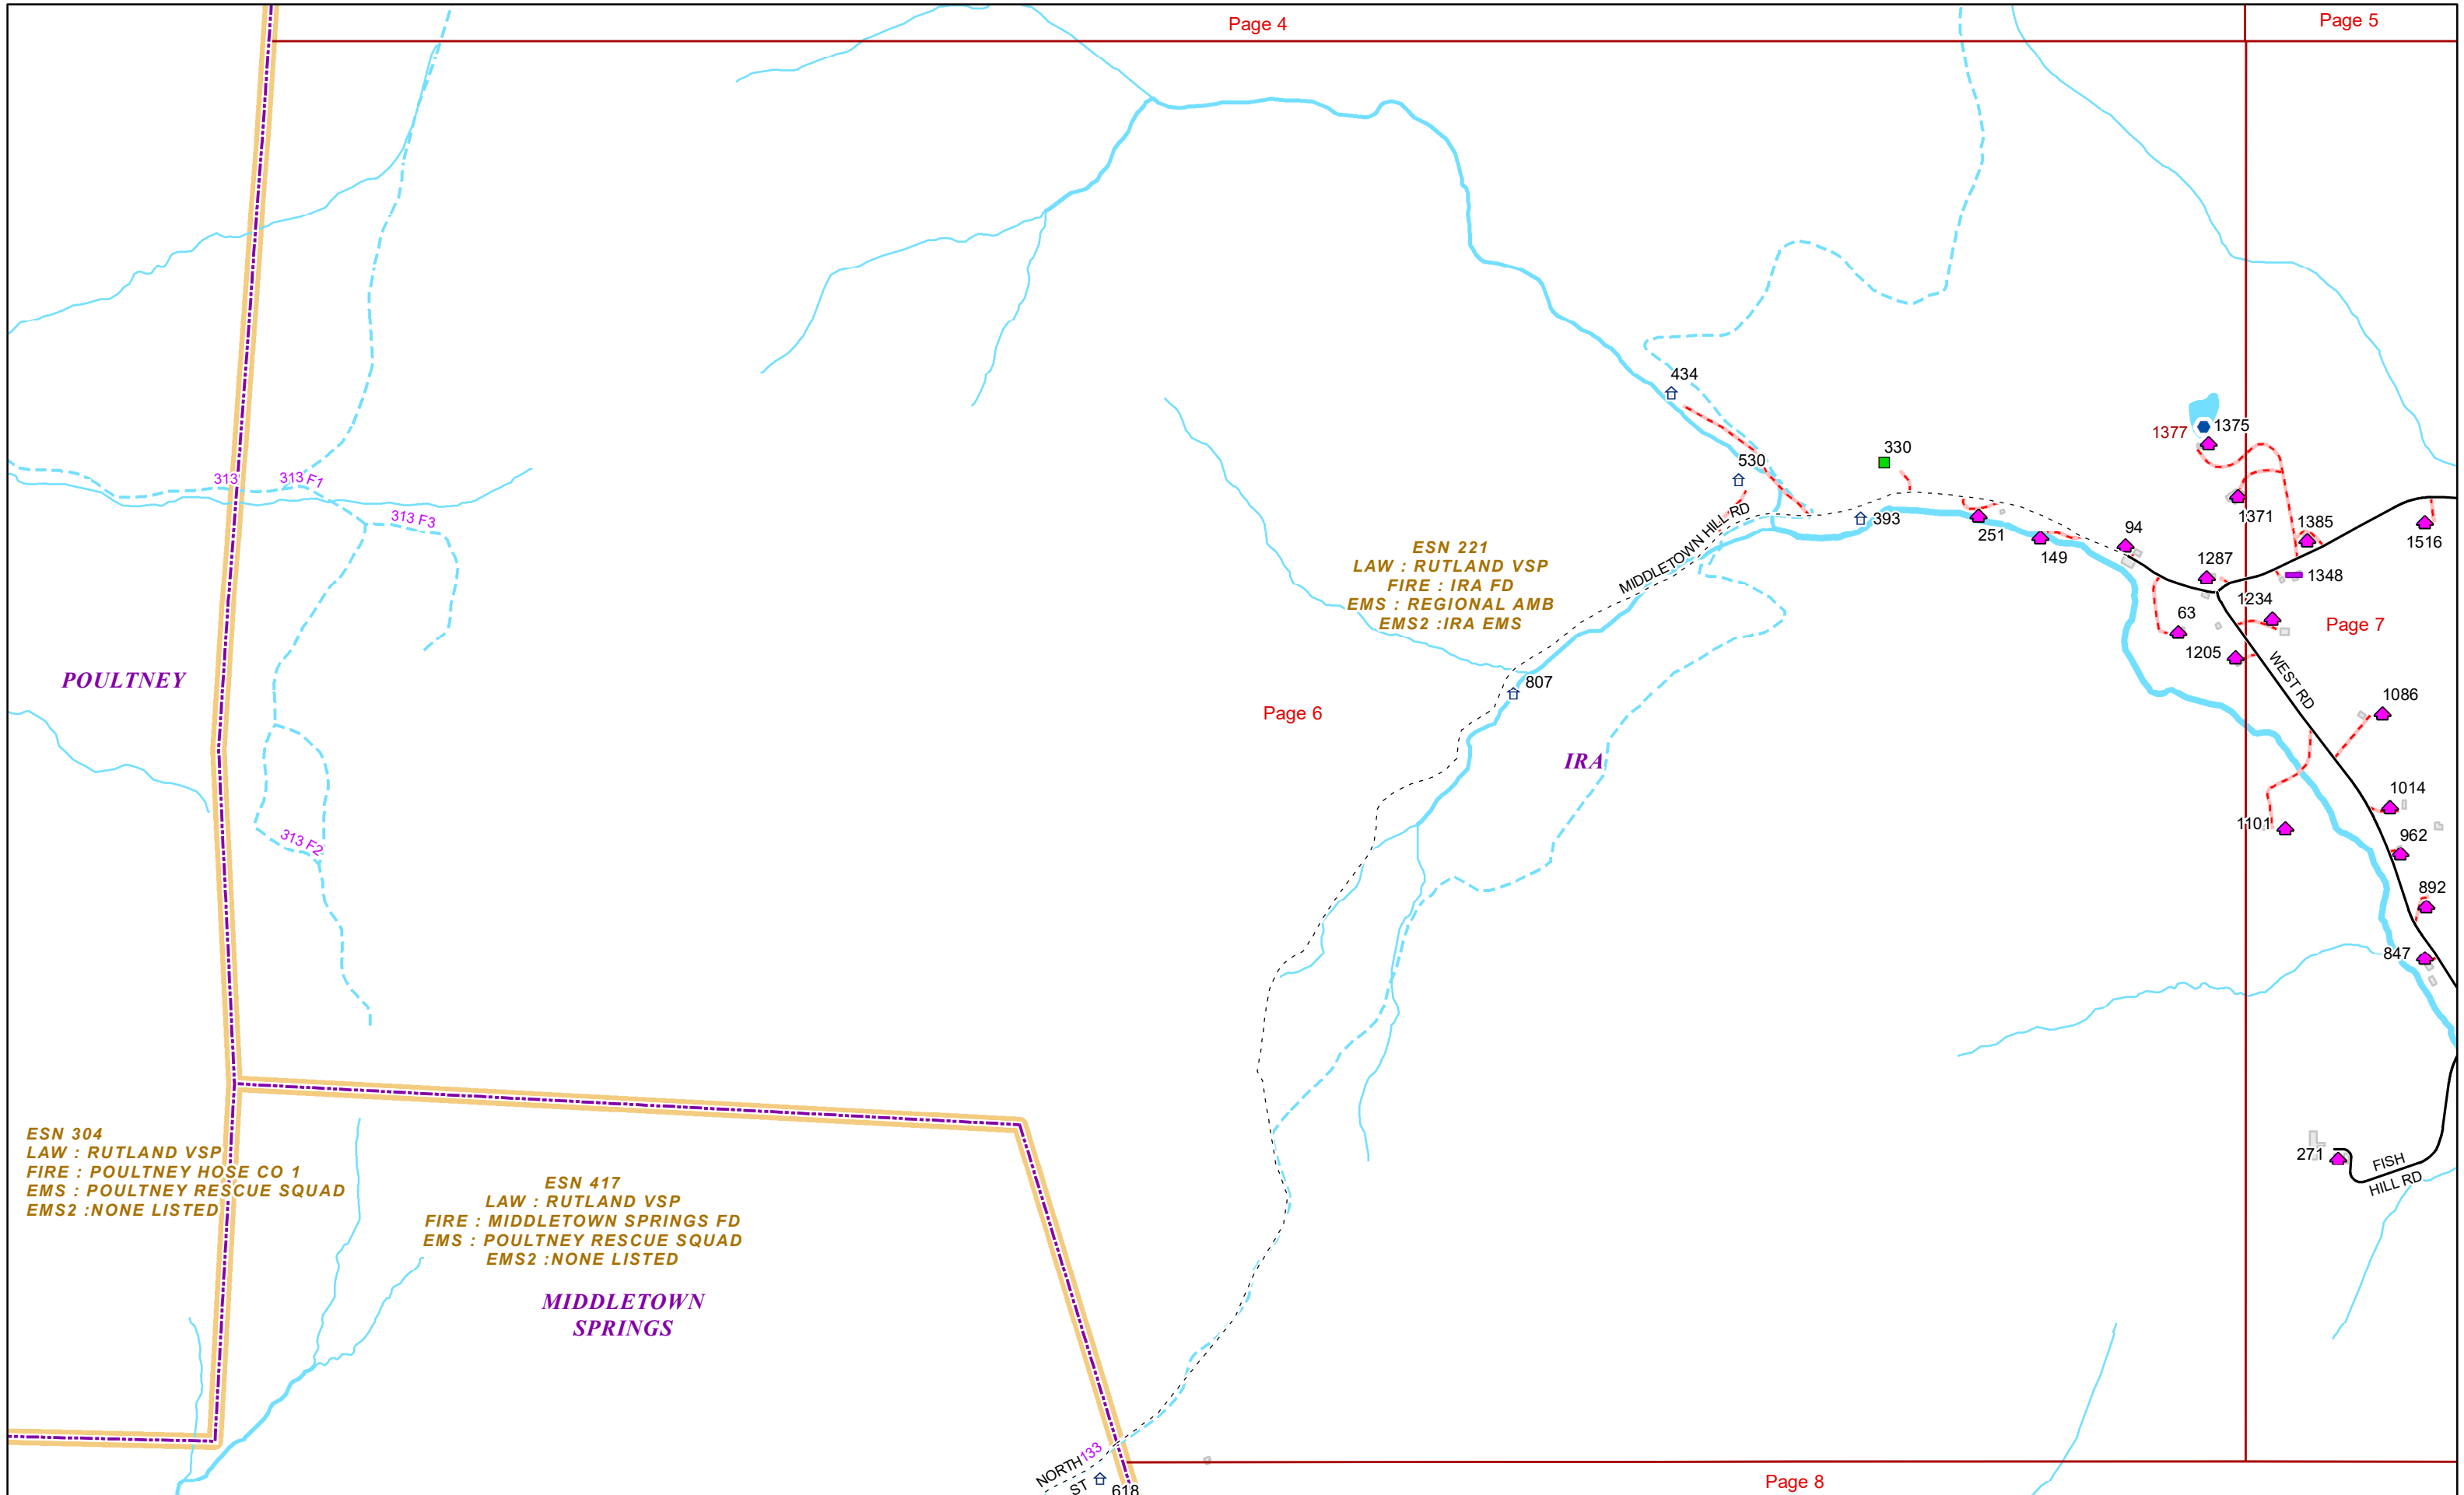 Page 4
Page 5
434
1377
1375
330
530
313
313 F1
313 F3
393
MIDDLETOWN HILL RD
251
149
94
1371
1385
1516
1287
1348
ESN 221
LAW : RUTLAND VSP
FIRE : IRA FD
EMS : REGIONAL AMB
EMS2 :IRA EMS
1234
63
Page 7
1205
WEST RD
POULTNEY
807
1086
Page 6
IRA
1014
1101
962
313 F2
892
847
ESN 304
LAW : RUTLAND VSP
FIRE : POULTNEY HOSE CO 1
EMS : POULTNEY RESCUE SQUAD
EMS2 :NONE LISTED
271
FISH
HILL RD
ESN 417
LAW : RUTLAND VSP
FIRE : MIDDLETOWN SPRINGS FD
EMS : POULTNEY RESCUE SQUAD
EMS2 :NONE LISTED
MIDDLETOWN
SPRINGS
133
NORTH
ST
618
Page 8